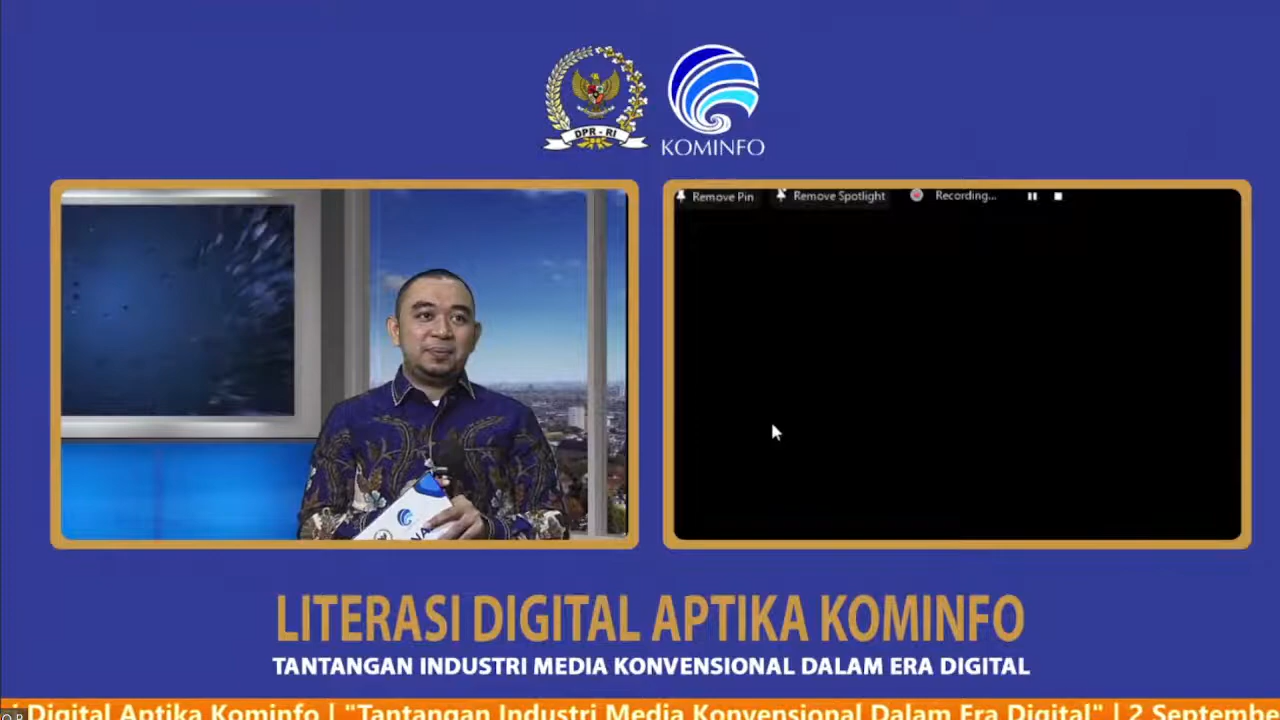 DPR - RI
KOMINFO
Remove Pin
Remove Spotlight
Recording...
LITERASI DIGITAL APTIKA KOMINFO
TANTANGAN INDUSTRI MEDIA KONVENSIONAL DALAM ERA DIGITAL
Digital Aptika Kominfo | "Tantangan Industri Media Konvensional Dalam Era Digital" | 2 Septembe